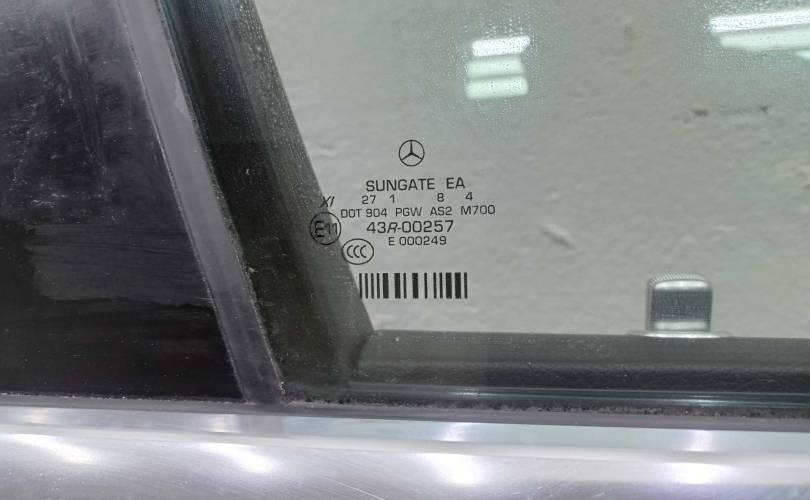 SUNGATE EA
XI 27 1 8 4
DOT 904 PGW AS2 M700
E11 43R-00257
E 000249
CCC